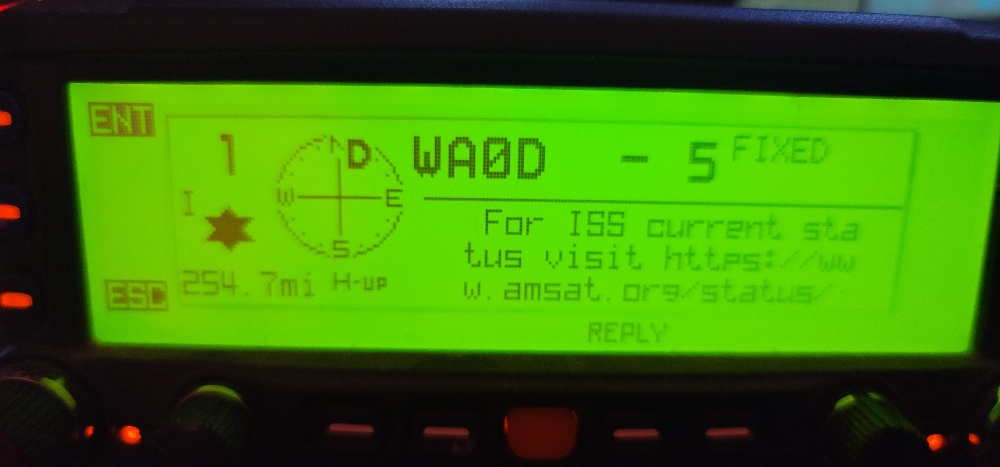 ENT
1
N
D
WA0D - 5 FIXED
I
W
E
S
For ISS current sta
tus visit https://ww
w.amsat.org/status/
254.7mi H-up
ESC
REPLY